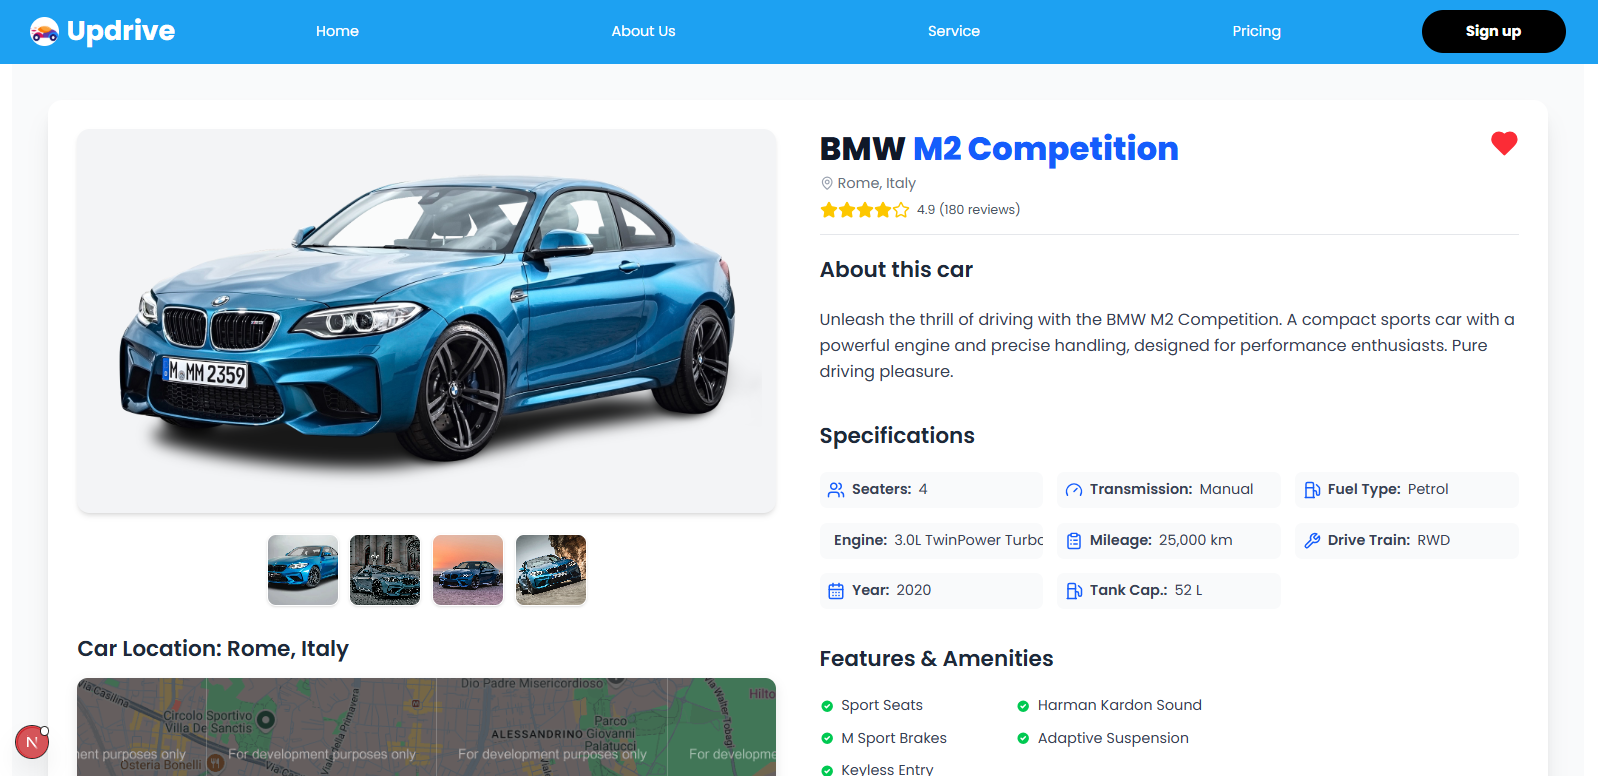 Updrive
Home
About Us
Service
Pricing
Sign up
BMW M2 Competition
Rome, Italy
4.9 (180 reviews)
About this car
Unleash the thrill of driving with the BMW M2 Competition. A compact sports car with a
powerful engine and precise handling, designed for performance enthusiasts. Pure
driving pleasure.
Specifications
Seaters: 4
Transmission: Manual
Fuel Type: Petrol
Engine: 3.0L TwinPower Turbo
Mileage: 25,000 km
Drive Train: RWD
Year: 2020
Tank Cap.: 52 L
Features & Amenities
Sport Seats
Harman Kardon Sound
M Sport Brakes
Adaptive Suspension
Keyless Entry
M MM 2359
Car Location: Rome, Italy
Via Casilina
Dio Padre Misericordioso
Hilto
Circolo Sportivo
Villa De Sanctis
Via della Primavera
Parco
ALESSANDRINO Giovanni
Palatucci
Via Walter Tobagi
ment purposes only
For development purposes only
For development purposes only
For developme
Osteria Bonelli
N